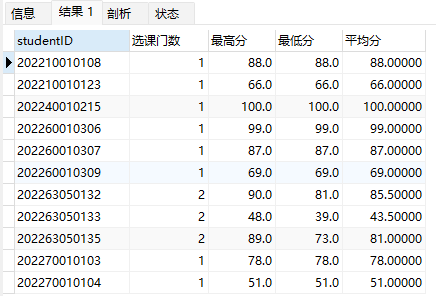 信息 结果 1 剖析 状态
studentID 选课门数 最高分 最低分 平均分
202210010108 1 88.0 88.0 88.00000
202210010123 1 66.0 66.0 66.00000
202240010215 1 100.0 100.0 100.00000
202260010306 1 99.0 99.0 99.00000
202260010307 1 87.0 87.0 87.00000
202260010309 1 69.0 69.0 69.00000
202263050132 2 90.0 81.0 85.50000
202263050133 2 48.0 39.0 43.50000
202263050135 2 89.0 73.0 81.00000
202270010103 1 78.0 78.0 78.00000
202270010104 1 51.0 51.0 51.00000